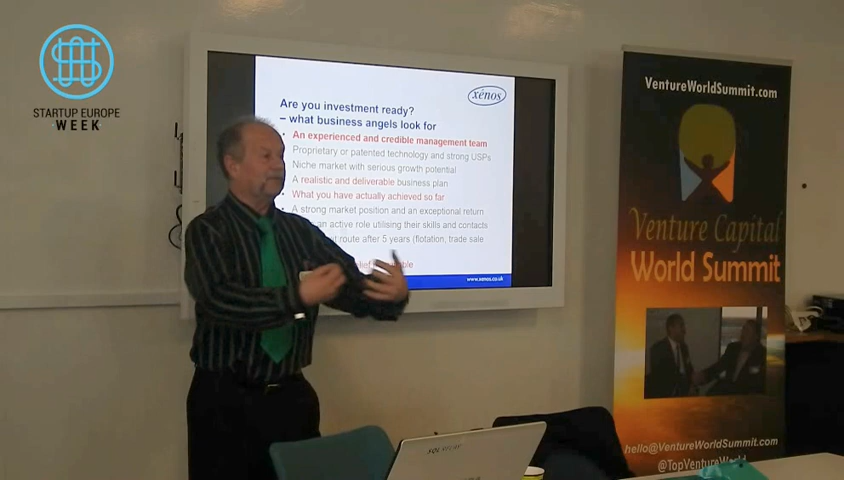 STARTUP EUROPE
WEEK
xénos
Are you investment ready?
– what business angels look for
• An experienced and credible management team
Proprietary or patented technology and strong USPs
Niche market with serious growth potential
A realistic and deliverable business plan
• What you have actually achieved so far
• A strong market position and an exceptional return
an active role utilising their skills and contacts
route after 5 years (flotation, trade sale
www.xenos.co.uk
VentureWorldSummit.com
Venture Capital
World Summit
hello@VentureWorldSummit.com
@TopVentureWorld